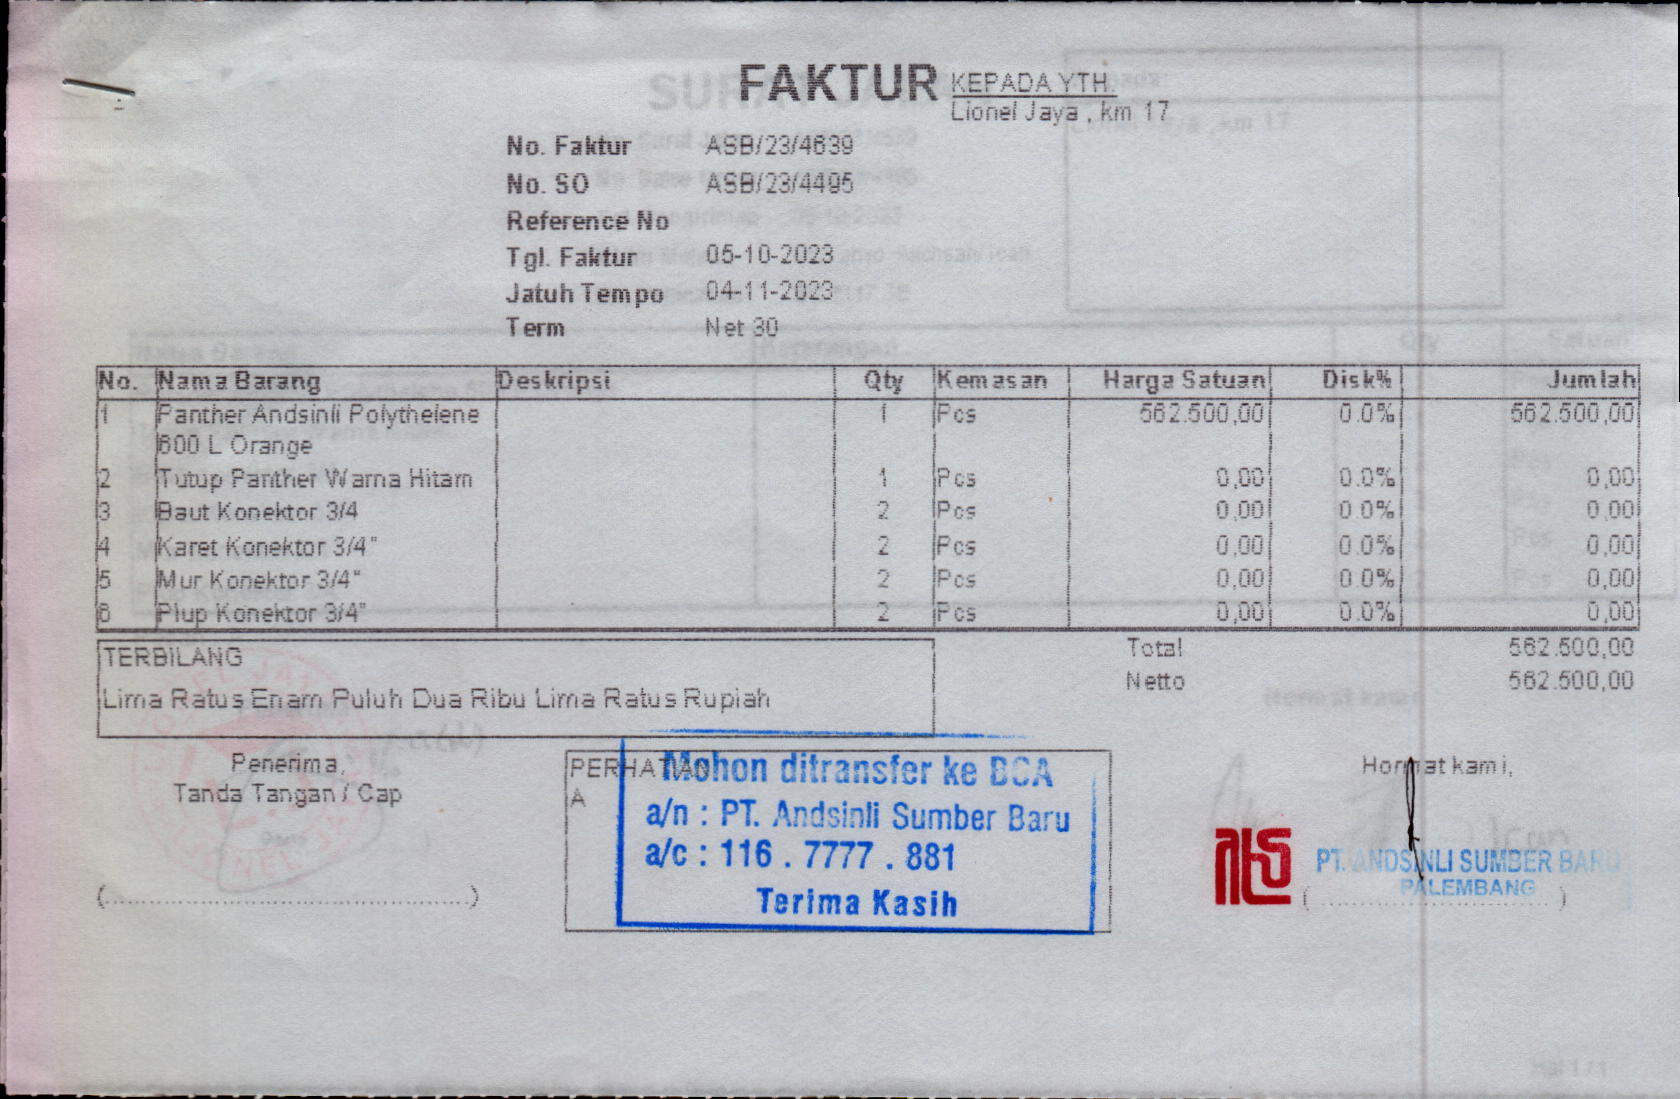 FAKTUR
KEPADA YTH.
Lionel Jaya , km 17
No. Faktur ASB/23/4639
No. SO ASB/23/4495
Reference No
Tgl. Faktur 05-10-2023
Jatuh Tempo 04-11-2023
Term Net 30
No. Nama Barang Deskripsi Qty Kemasan Harga Satuan Disk% Jumlah
1 Panther Andsinli Polythelene 1 Pcs 562.500,00 0.0% 562.500,00
600 L Orange
2 Tutup Panther Warna Hitam 1 Pcs 0,00 0.0% 0,00
3 Baut Konektor 3/4 2 Pcs 0,00 0.0% 0,00
4 Karet Konektor 3/4" 2 Pcs 0,00 0.0% 0,00
5 Mur Konektor 3/4" 2 Pcs 0,00 0.0% 0,00
6 Plup Konektor 3/4" 2 Pcs 0,00 0.0% 0,00
Total 562.500,00
Netto 562.500,00
TERBILANG
Lima Ratus Enam Puluh Dua Ribu Lima Ratus Rupiah
Penerima,
Tanda Tangan / Cap
(........................................)
PERHATIAN
A
Mohon ditransfer ke BCA
a/n : PT. Andsinli Sumber Baru
a/c : 116 . 7777 . 881
Terima Kasih
Hormat kami,
PT. ANDSINLI SUMBER BARU
PALEMBANG
(........................................)